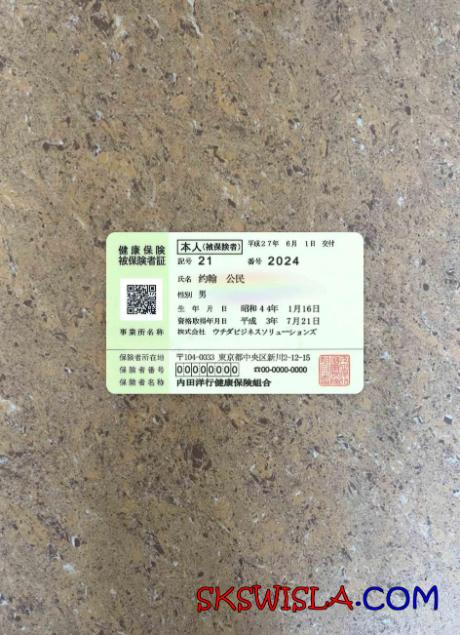 健康保険
被保険者証
本人(被保険者) 平成27年 6月 1日 交付
記号 21 番号 2024
氏名 約翰 公民
性別 男
生年月日 昭和44年 1月16日
資格取得年月日 平成 3年 7月21日
事業所名称 株式会社 ウチダビジネスソリューションズ
保険者所在地 〒104-0033 東京都中央区新川2-12-15
保険者番号 00000000 ☎00-0000-0000
保険者名称 内田洋行健康保険組合
SKSWISLA.COM